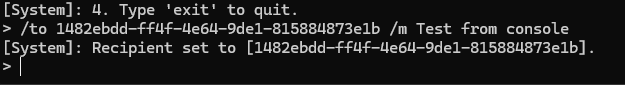 [System]: 4. Type 'exit' to quit.
> /to 1482ebdd-ff4f-4e64-9de1-815884873e1b /m Test from console
[System]: Recipient set to [1482ebdd-ff4f-4e64-9de1-815884873e1b].
>